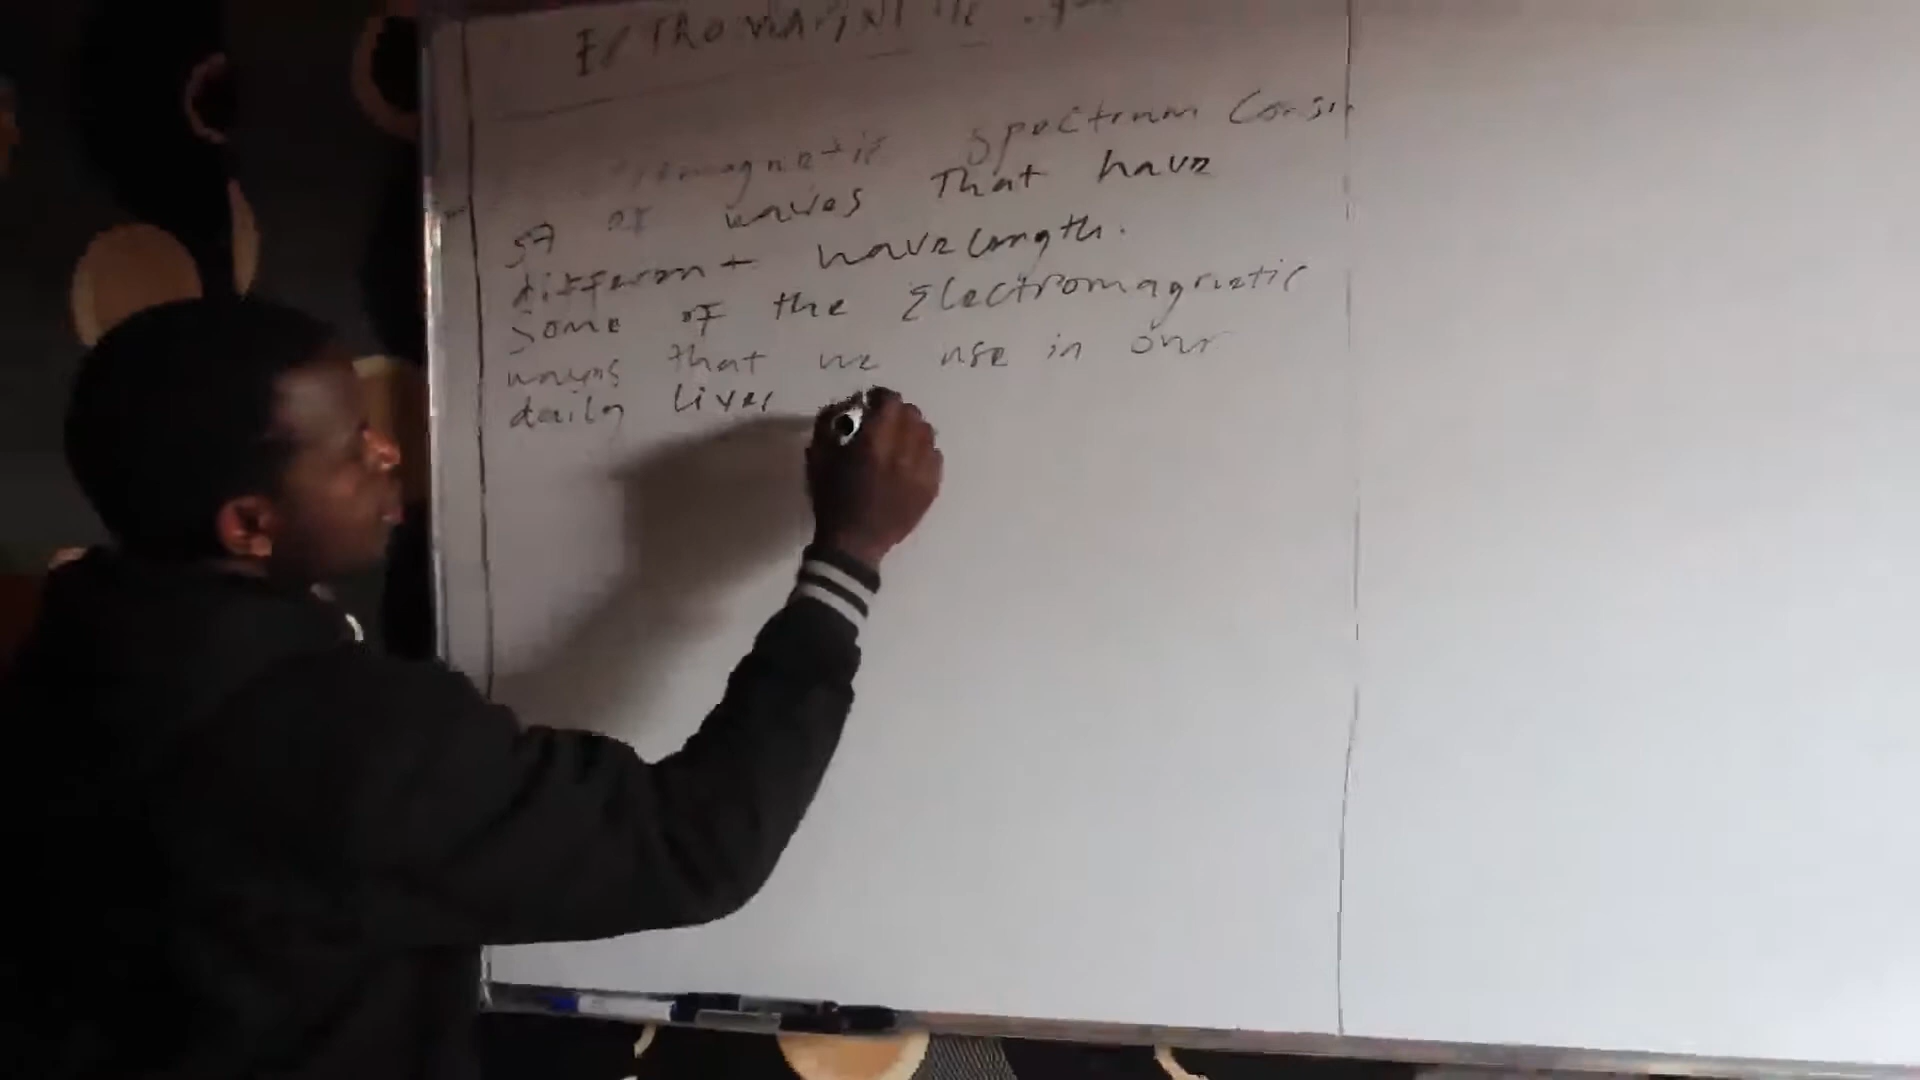 spectrum Consi
st of waves That have
different wavelength.
Some of the Electromagnetic
waves that we use in our
daily lives